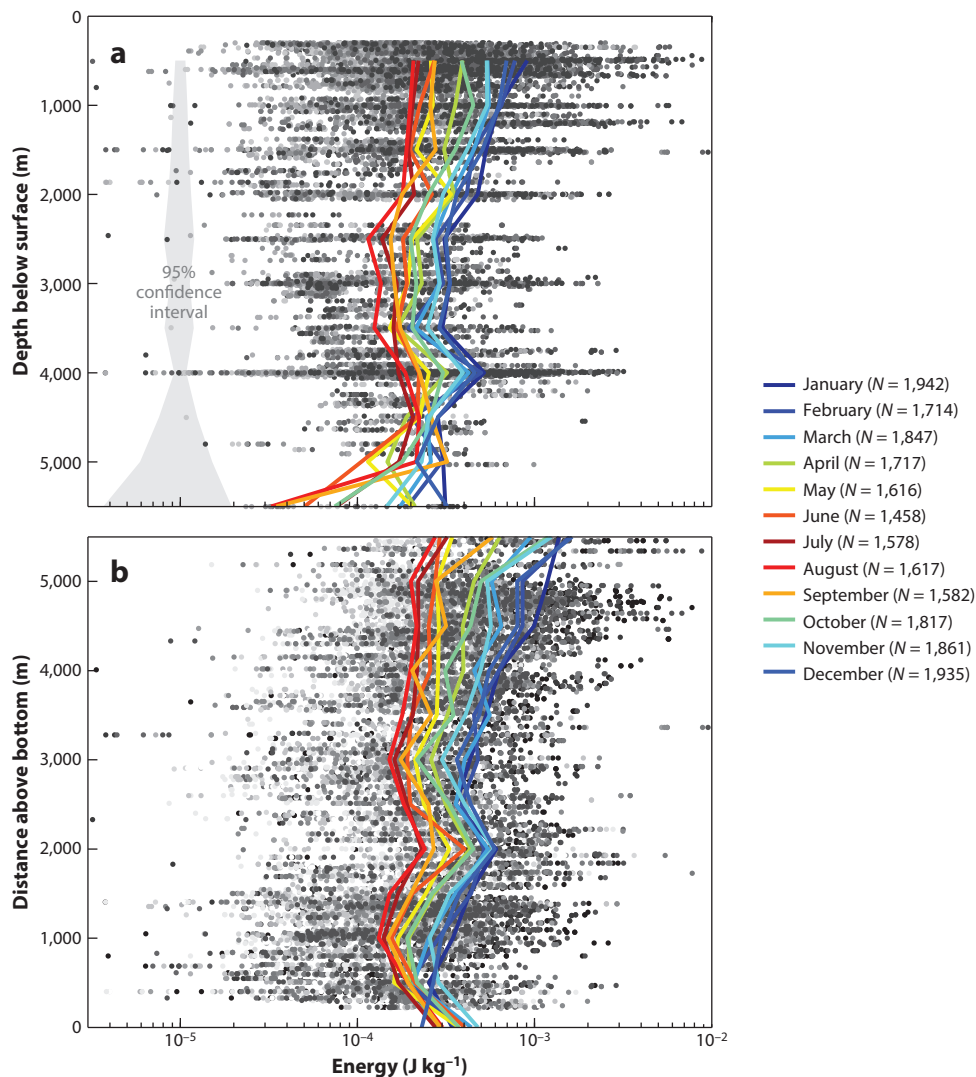 a
0
1,000
2,000
3,000
4,000
5,000
Depth below surface (m)
95%
confidence
interval
b
5,000
4,000
3,000
2,000
1,000
0
Distance above bottom (m)
10⁻⁵
10⁻⁴
10⁻³
10⁻²
Energy (J kg⁻¹)
January (N = 1,942)
February (N = 1,714)
March (N = 1,847)
April (N = 1,717)
May (N = 1,616)
June (N = 1,458)
July (N = 1,578)
August (N = 1,617)
September (N = 1,582)
October (N = 1,817)
November (N = 1,861)
December (N = 1,935)